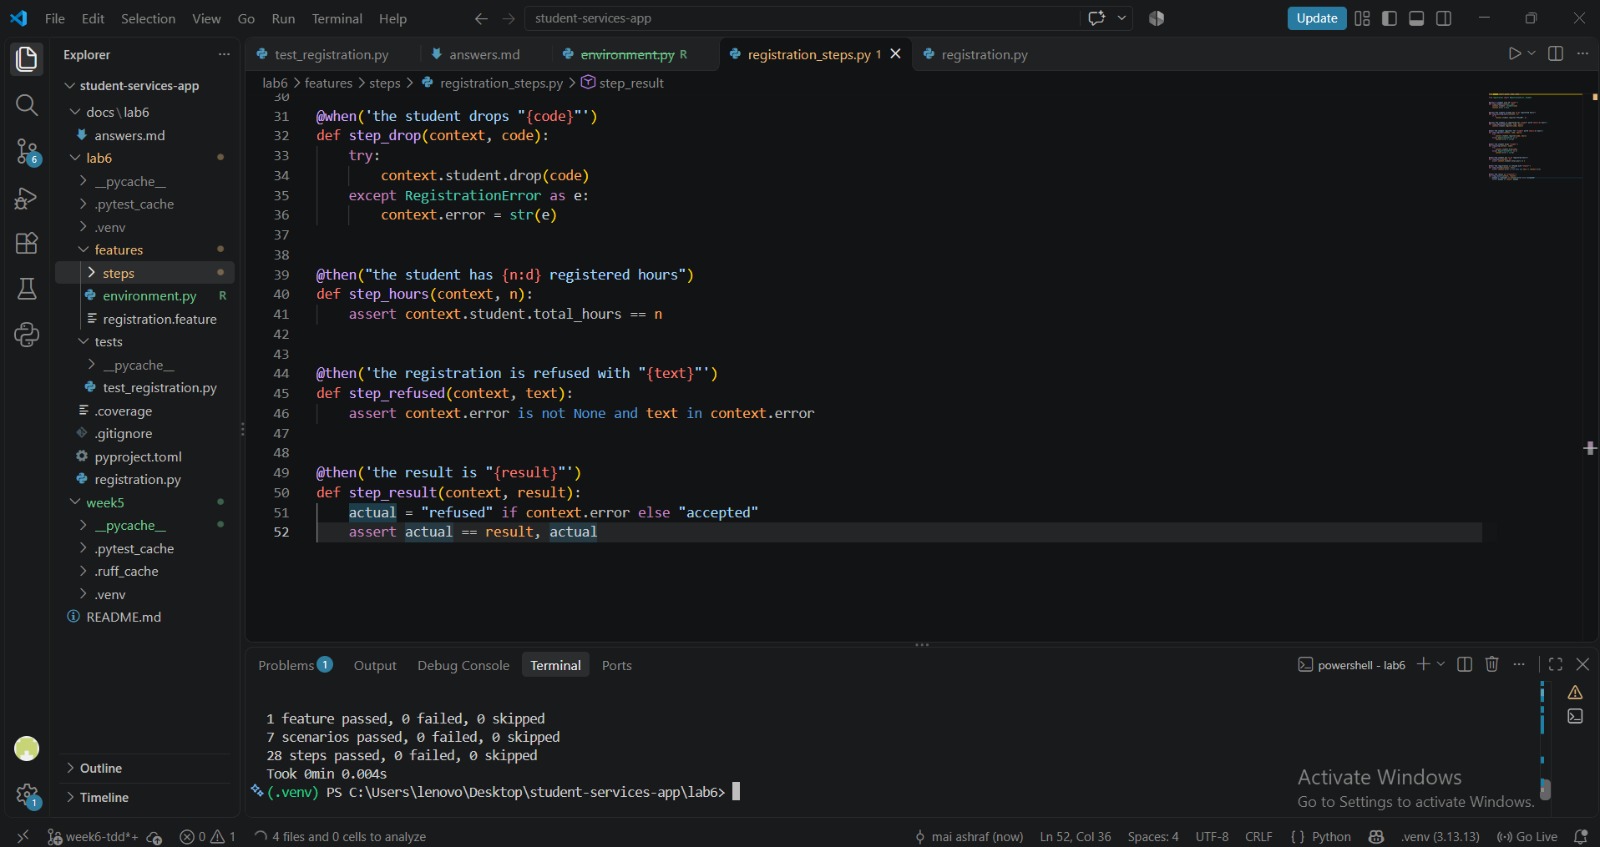 File Edit Selection View Go Run Terminal Help
student-services-app
Update
Explorer
student-services-app
docs \ lab6
answers.md
lab6
__pycache__
.pytest_cache
.venv
features
steps
environment.py R
registration.feature
tests
__pycache__
test_registration.py
.coverage
.gitignore
pyproject.toml
registration.py
week5
__pycache__
.pytest_cache
.ruff_cache
.venv
README.md
Outline
Timeline
6
1
test_registration.py answers.md environment.py R registration_steps.py 1 registration.py
lab6 > features > steps > registration_steps.py > step_result
30
31 @when('the student drops "{code}"')
32 def step_drop(context, code):
33 try:
34 context.student.drop(code)
35 except RegistrationError as e:
36 context.error = str(e)
37
38
39 @then("the student has {n:d} registered hours")
40 def step_hours(context, n):
41 assert context.student.total_hours == n
42
43
44 @then('the registration is refused with "{text}"')
45 def step_refused(context, text):
46 assert context.error is not None and text in context.error
47
48
49 @then('the result is "{result}"')
50 def step_result(context, result):
51 actual = "refused" if context.error else "accepted"
52 assert actual == result, actual
Problems 1 Output Debug Console Terminal Ports
powershell - lab6
1 feature passed, 0 failed, 0 skipped
7 scenarios passed, 0 failed, 0 skipped
28 steps passed, 0 failed, 0 skipped
Took 0min 0.004s
(.venv) PS C:\Users\lenovo\Desktop\student-services-app\lab6>
Activate Windows
Go to Settings to activate Windows.
week6-tdd*+ 0 1 4 files and 0 cells to analyze
mai ashraf (now) Ln 52, Col 36 Spaces: 4 UTF-8 CRLF {} Python .venv (3.13.13) Go Live